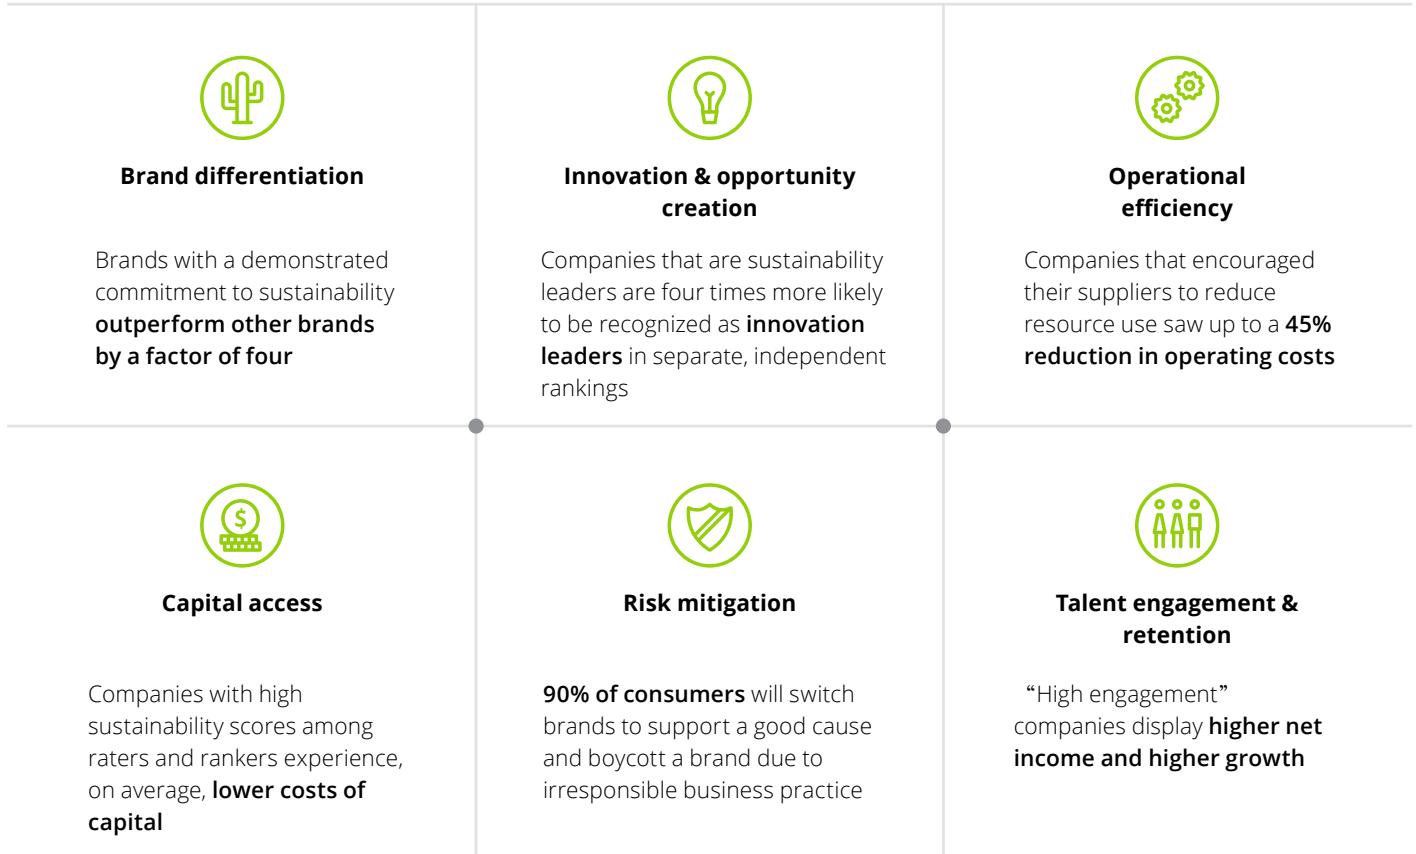 Brand differentiation
Brands with a demonstrated
commitment to sustainability
outperform other brands
by a factor of four
Innovation & opportunity
creation
Companies that are sustainability
leaders are four times more likely
to be recognized as innovation
leaders in separate, independent
rankings
Operational
efficiency
Companies that encouraged
their suppliers to reduce
resource use saw up to a 45%
reduction in operating costs
$
Capital access
Companies with high
sustainability scores among
raters and rankers experience,
on average, lower costs of
capital
Risk mitigation
90% of consumers will switch
brands to support a good cause
and boycott a brand due to
irresponsible business practice
Talent engagement &
retention
“High engagement”
companies display higher net
income and higher growth